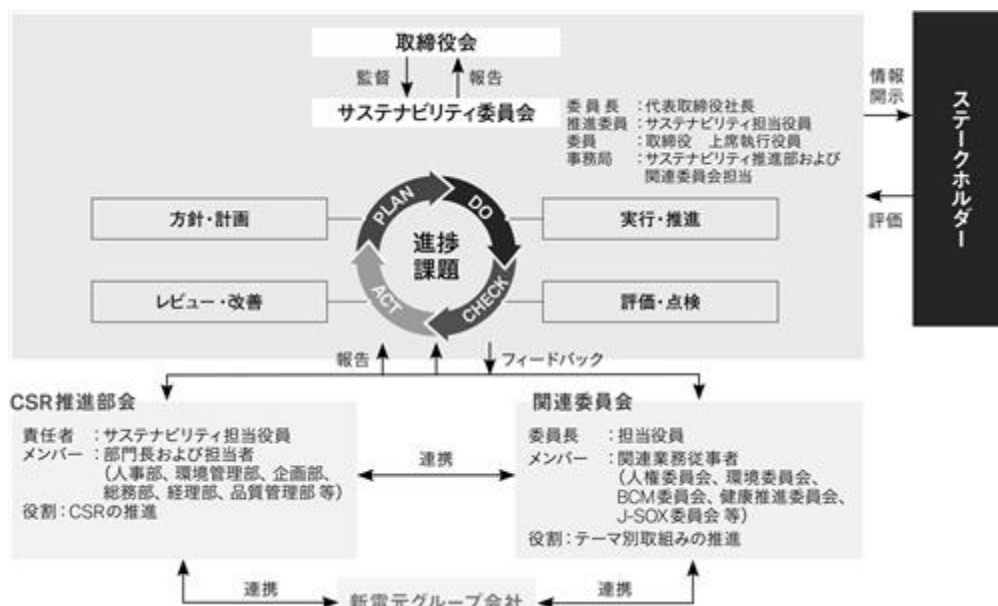 取締役会
監督
報告
サステナビリティ委員会
委員長 :代表取締役社長
推進委員 :サステナビリティ担当役員
委員 :取締役 上席執行役員
事務局 :サステナビリティ推進部および
関連委員会担当
情報
開示
評価
ステークホルダー
PLAN
DO
CHECK
ACT
進捗
課題
方針・計画
実行・推進
レビュー・改善
評価・点検
報告
フィードバック
CSR推進部会
責任者 :サステナビリティ担当役員
メンバー :部門長および担当者
(人事部、環境管理部、企画部、
総務部、経理部、品質管理部 等)
役割:CSRの推進
連携
関連委員会
委員長 :担当役員
メンバー :関連業務従事者
(人権委員会、環境委員会、
BCM委員会、健康推進委員会、
J-SOX委員会 等)
役割:テーマ別取組みの推進
連携
連携
新電元グループ会社